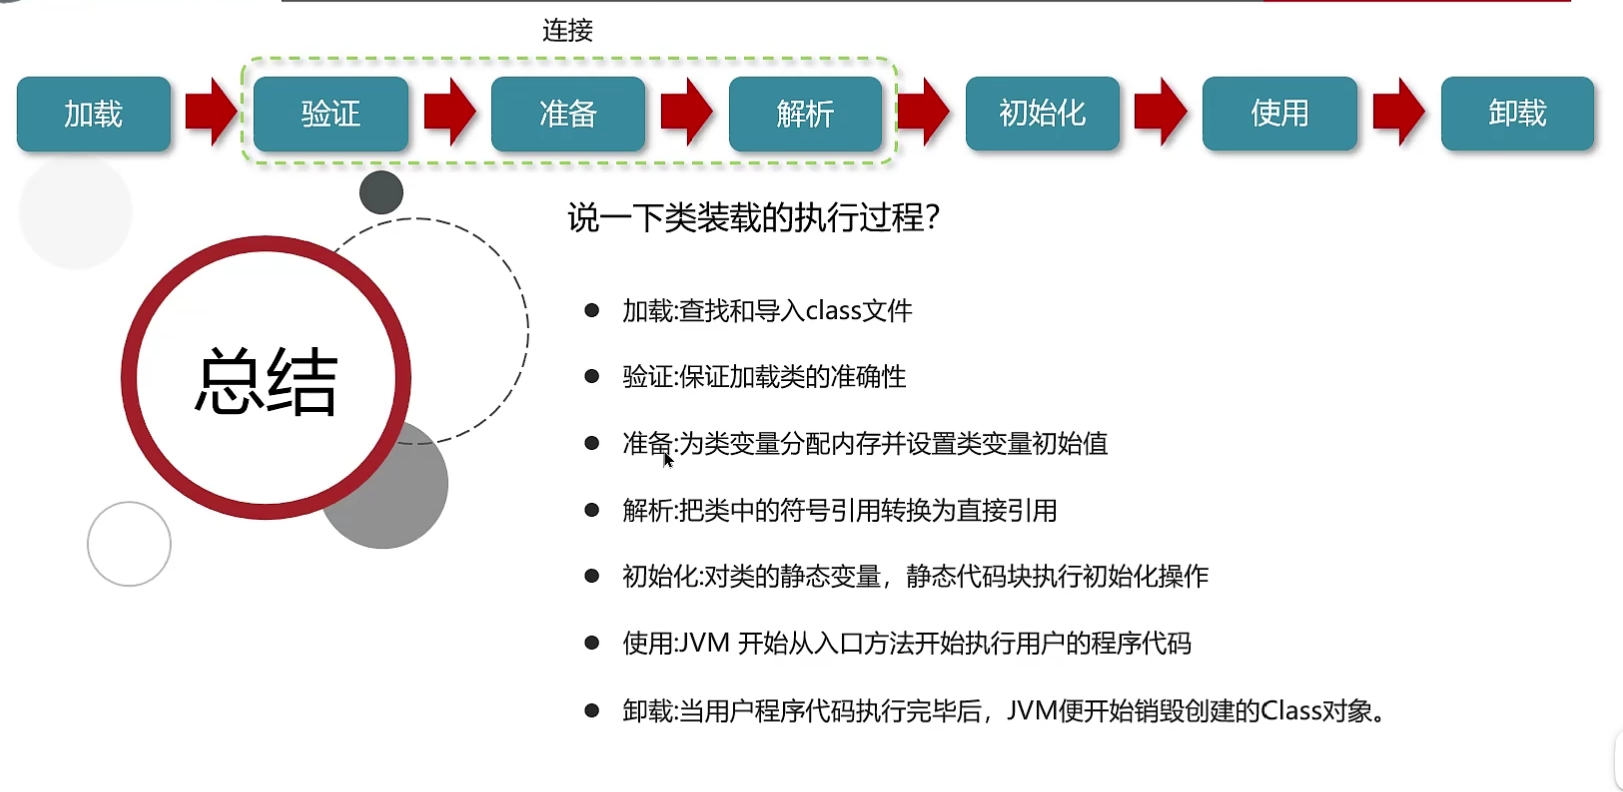 连接
加载
验证
准备
解析
初始化
使用
卸载
说一下类装载的执行过程?
总结
加载:查找和导入class文件
验证:保证加载类的准确性
准备:为类变量分配内存并设置类变量初始值
解析:把类中的符号引用转换为直接引用
初始化:对类的静态变量，静态代码块执行初始化操作
使用:JVM 开始从入口方法开始执行用户的程序代码
卸载:当用户程序代码执行完毕后，JVM便开始销毁创建的Class对象。